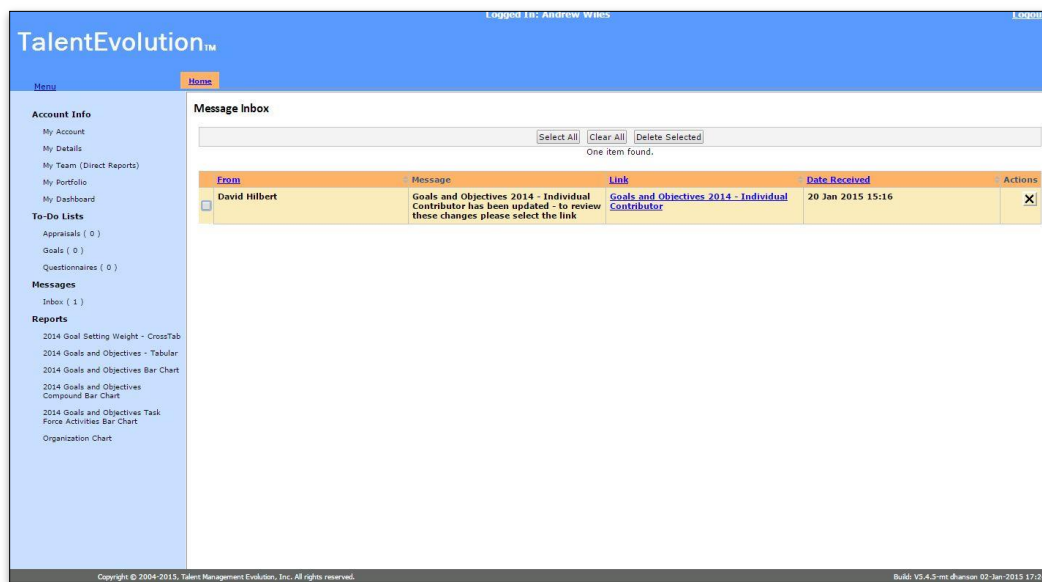 Logged In: Andrew Wiles
TalentEvolution™
Menu
Home
Account Info
My Account
My Details
My Team (Direct Reports)
My Portfolio
My Dashboard
To-Do Lists
Appraisals ( 0 )
Goals ( 0 )
Questionnaires ( 0 )
Messages
Inbox ( 1 )
Reports
2014 Goal Setting Weight - CrossTab
2014 Goals and Objectives - Tabular
2014 Goals and Objectives Bar Chart
2014 Goals and Objectives
Compound Bar Chart
2014 Goals and Objectives Task
Force Activities Bar Chart
Organization Chart
Message Inbox
Select All Clear All Delete Selected
One item found.
From Message Link Date Received Actions
David Hilbert
Goals and Objectives 2014 - Individual
Contributor has been updated - to review
these changes please select the link
Goals and Objectives 2014 - Individual
Contributor
20 Jan 2015 15:16
Copyright © 2004-2015, Talent Management Evolution, Inc. All rights reserved.
Build: V5.4.5-mt dhanson 02-Jan-2015